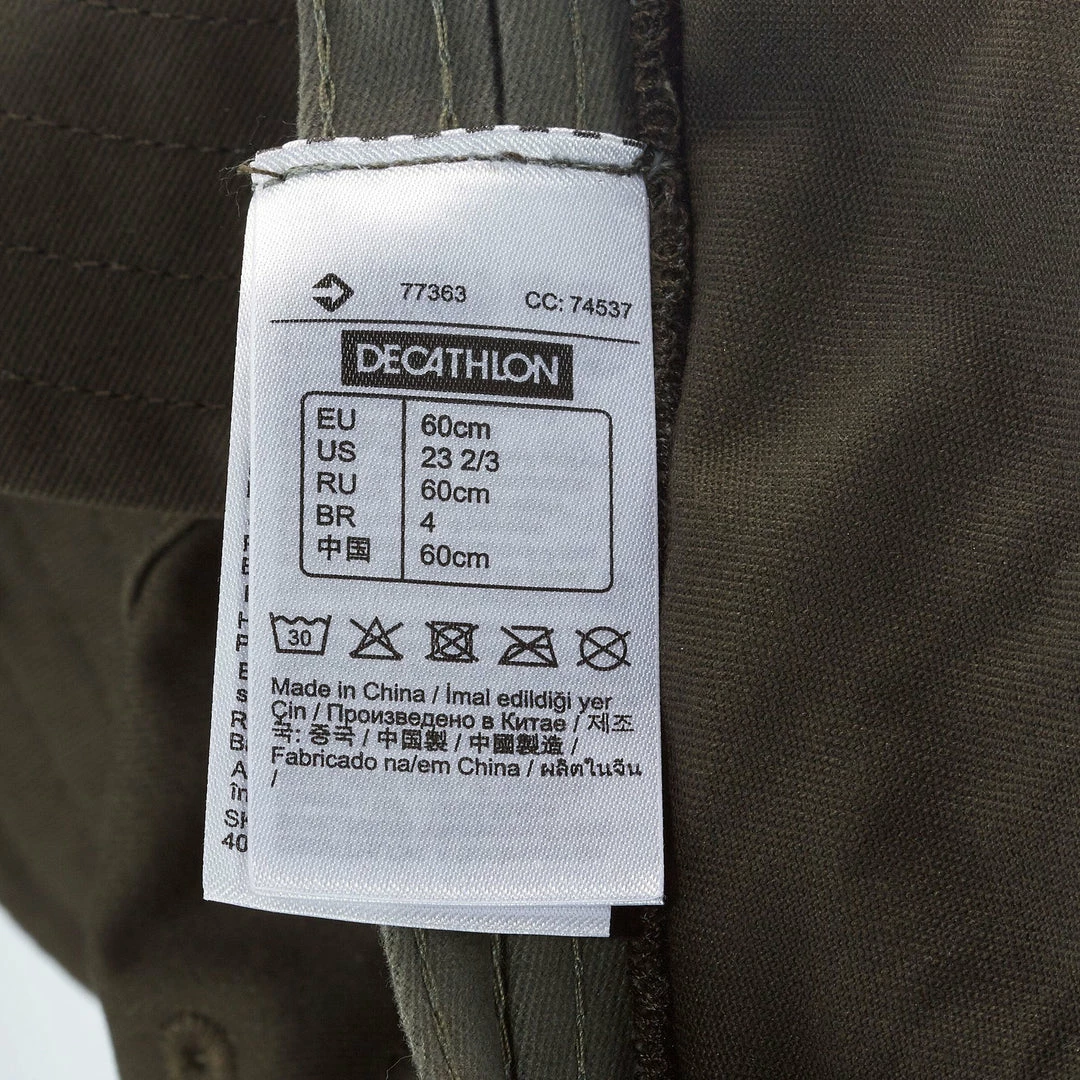 77363 CC: 74537
DECATHLON
EU 60cm
US 23 2/3
RU 60cm
BR 4
中国 60cm
30
Made in China / İmal edildiği yer
Çin / Произведено в Китае / 제조
국: 중국 / 中国製 / 中國製造 /
Fabricado na/em China / ผลิตในจีน
/
40